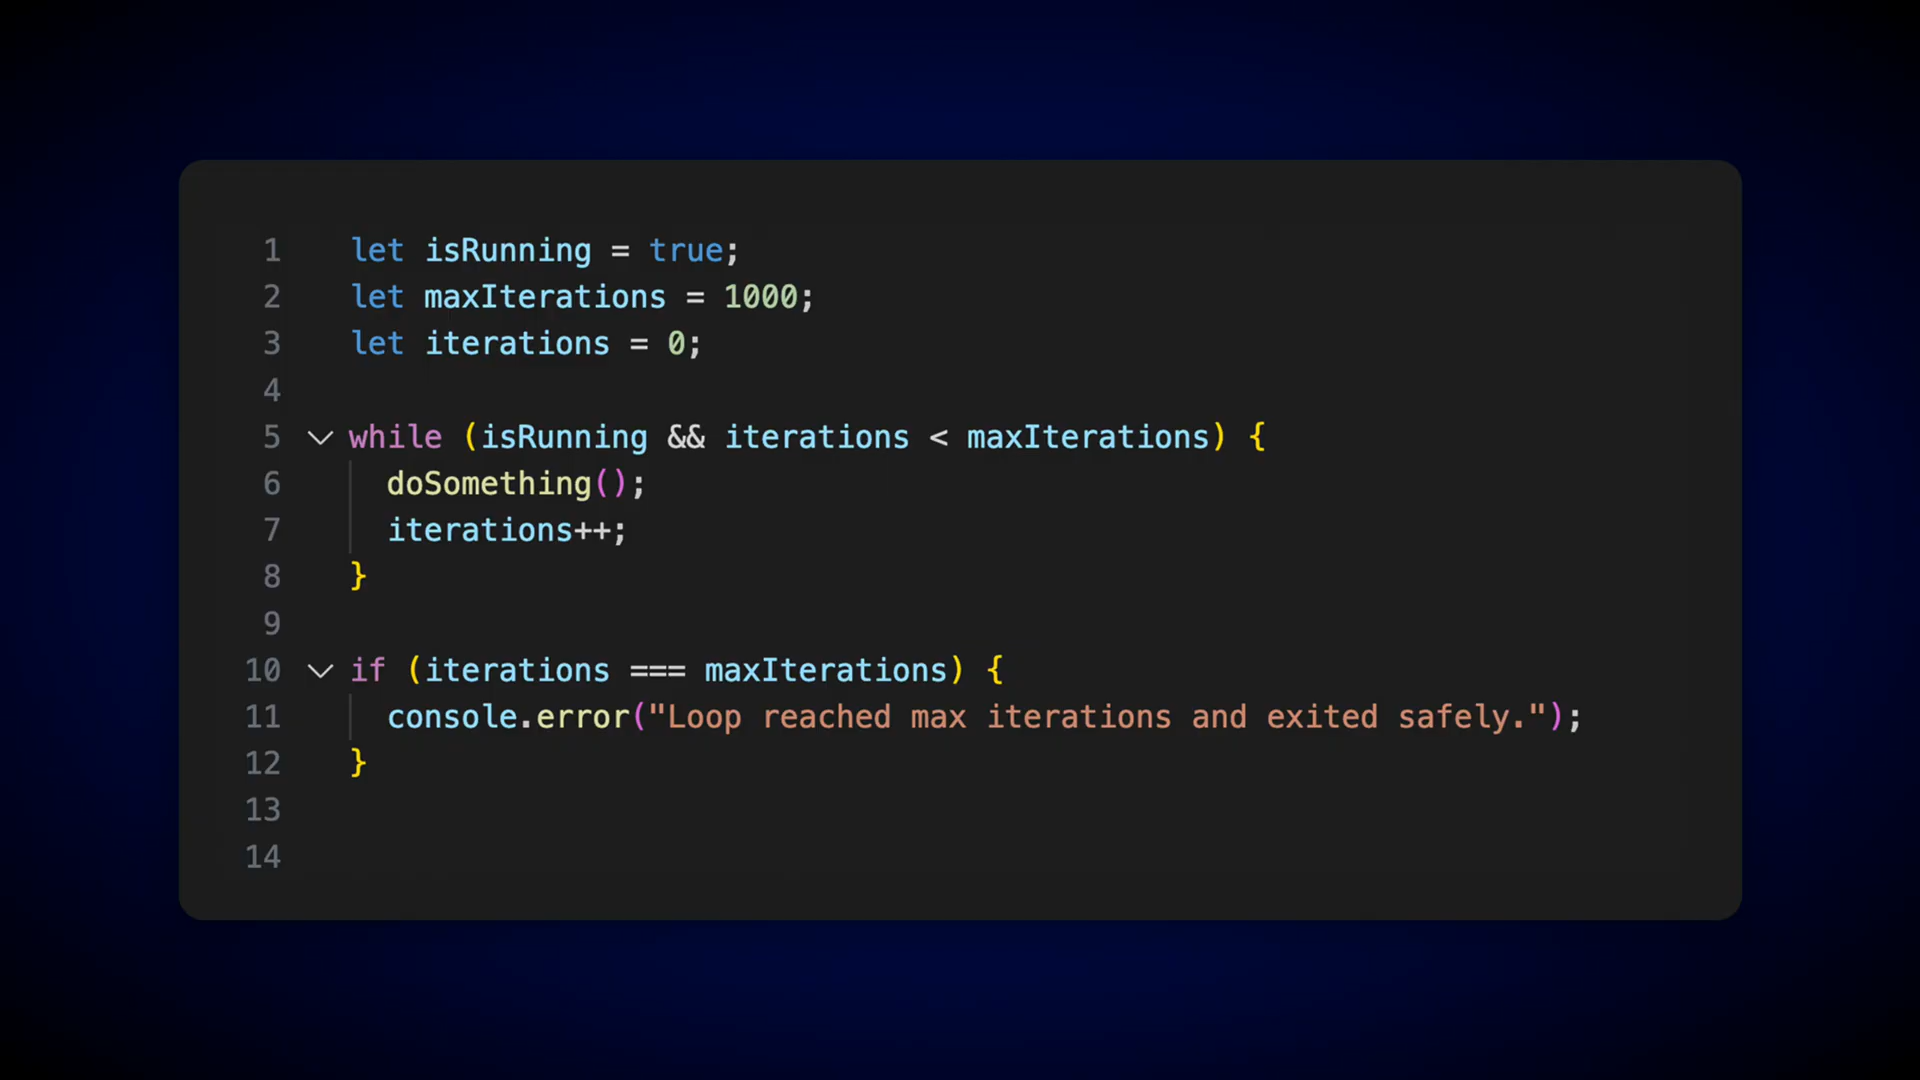 1 let isRunning = true;
2 let maxIterations = 1000;
3 let iterations = 0;
4
5 while (isRunning && iterations < maxIterations) {
6 doSomething();
7 iterations++;
8 }
9
10 if (iterations === maxIterations) {
11 console.error("Loop reached max iterations and exited safely.");
12 }
13
14